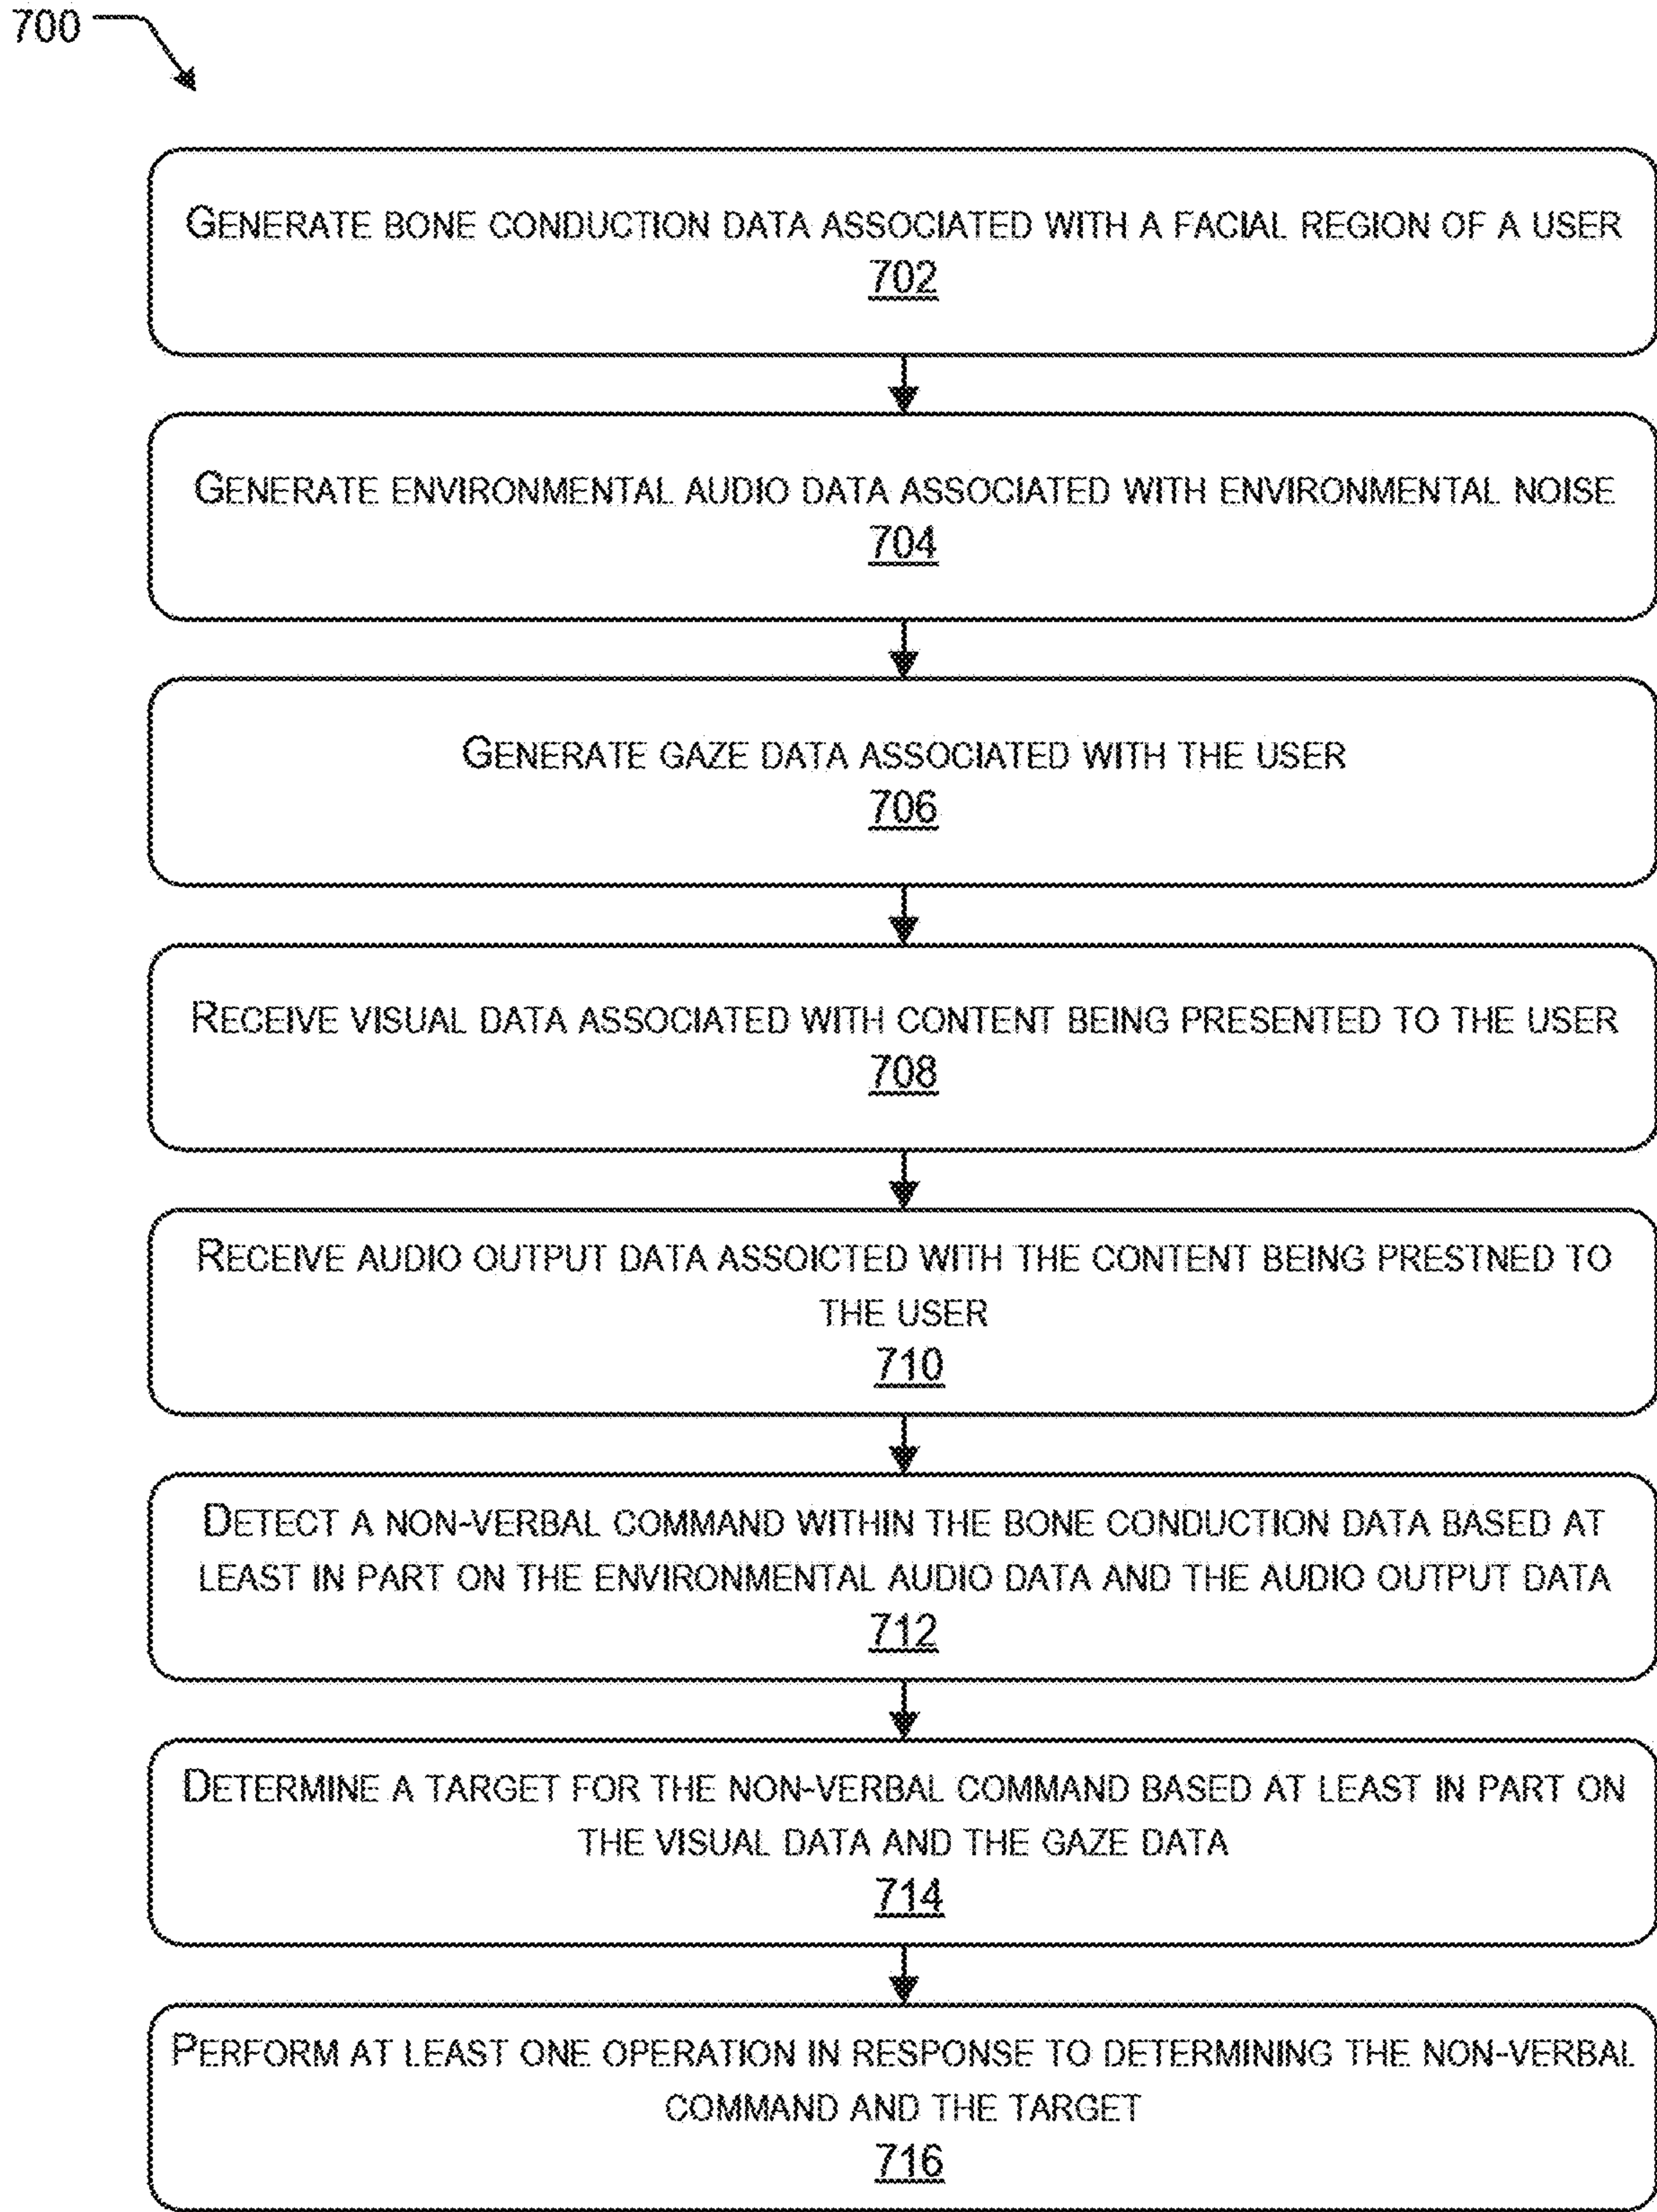 700
GENERATE BONE CONDUCTION DATA ASSOCIATED WITH A FACIAL REGION OF A USER
702
GENERATE ENVIRONMENTAL AUDIO DATA ASSOCIATED WITH ENVIRONMENTAL NOISE
704
GENERATE GAZE DATA ASSOCIATED WITH THE USER
706
RECEIVE VISUAL DATA ASSOCIATED WITH CONTENT BEING PRESENTED TO THE USER
708
RECEIVE AUDIO OUTPUT DATA ASSOICTED WITH THE CONTENT BEING PRESTNED TO
THE USER
710
DETECT A NON-VERBAL COMMAND WITHIN THE BONE CONDUCTION DATA BASED AT
LEAST IN PART ON THE ENVIRONMENTAL AUDIO DATA AND THE AUDIO OUTPUT DATA
712
DETERMINE A TARGET FOR THE NON-VERBAL COMMAND BASED AT LEAST IN PART ON
THE VISUAL DATA AND THE GAZE DATA
714
PERFORM AT LEAST ONE OPERATION IN RESPONSE TO DETERMINING THE NON-VERBAL
COMMAND AND THE TARGET
716